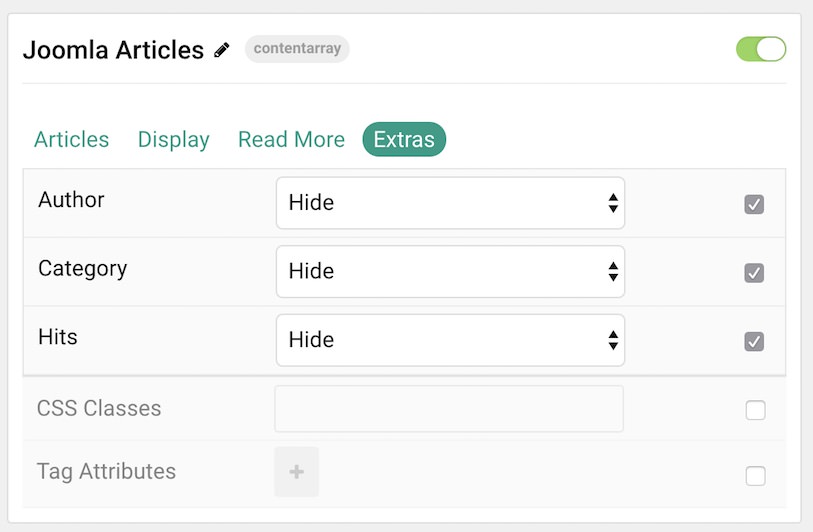 Joomla Articles contentarray
Articles Display Read More Extras
Author Hide
Category Hide
Hits Hide
CSS Classes
Tag Attributes +